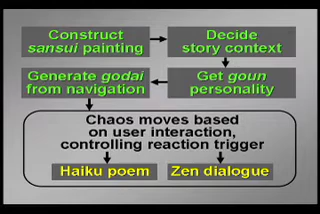 Construct
sansui painting
Decide
story context
Generate godai
from navigation
Get goun
personality
Chaos moves based
on user interaction,
controlling reaction trigger
Haiku poem
Zen dialogue